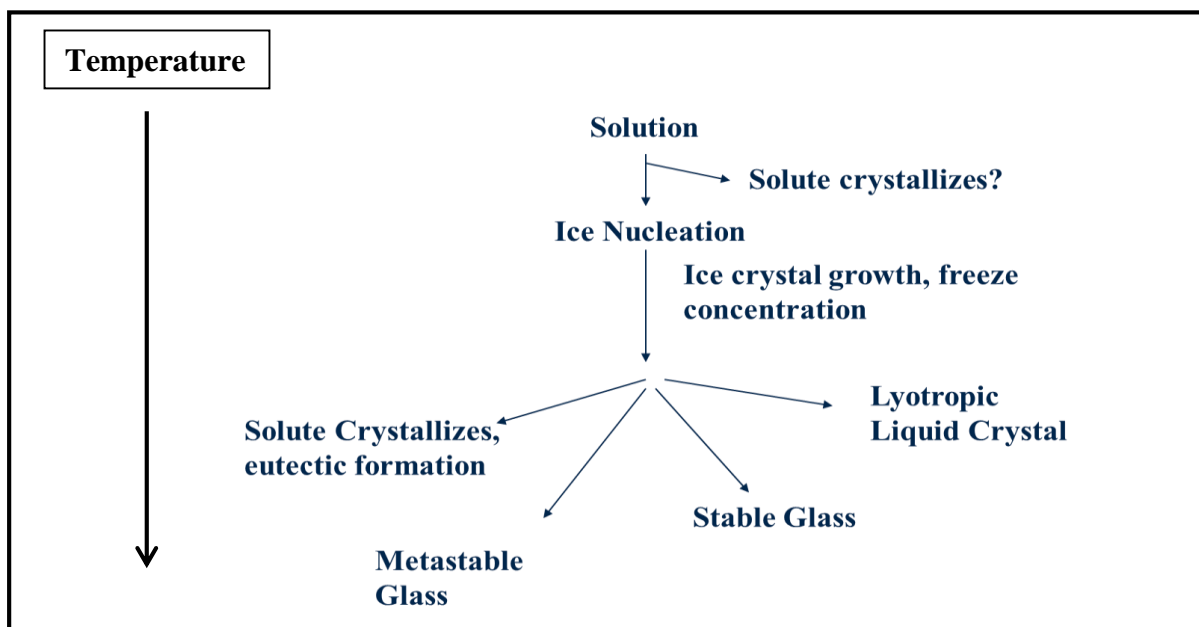 Temperature
Solution
Solute crystallizes?
Ice Nucleation
Ice crystal growth, freeze
concentration
Lyotropic
Liquid Crystal
Solute Crystallizes,
eutectic formation
Stable Glass
Metastable
Glass